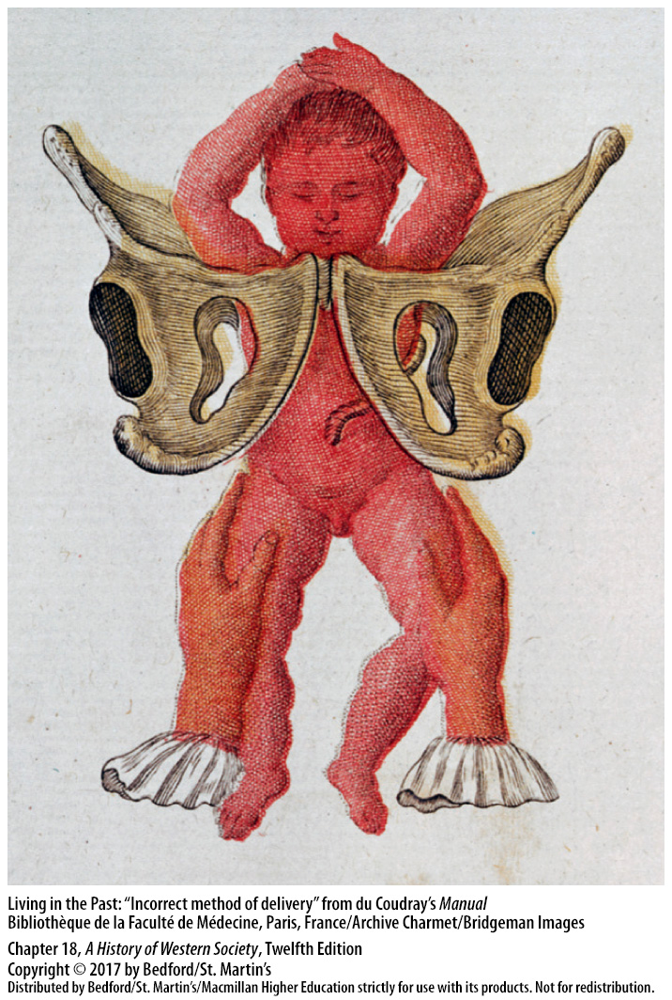 Living in the Past: “Incorrect method of delivery” from du Coudray’s Manual
Bibliothèque de la Faculté de Médecine, Paris, France/Archive Charmet/Bridgeman Images
Chapter 18, A History of Western Society, Twelfth Edition
Copyright © 2017 by Bedford/St. Martin’s
Distributed by Bedford/St. Martin’s/Macmillan Higher Education strictly for use with its products. Not for redistribution.